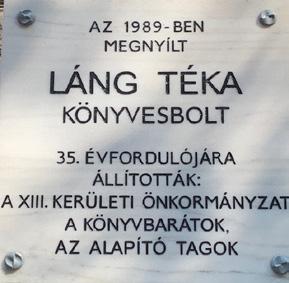 AZ 1989-BEN
MEGNYÍLT
LÁNG TÉKA
KÖNYVESBOLT
35. ÉVFORDULÓJÁRA
ÁLLÍTOTTÁK:
A XIII. KERÜLETI ÖNKORMÁNYZAT
A KÖNYVBARÁTOK,
AZ ALAPÍTÓ TAGOK